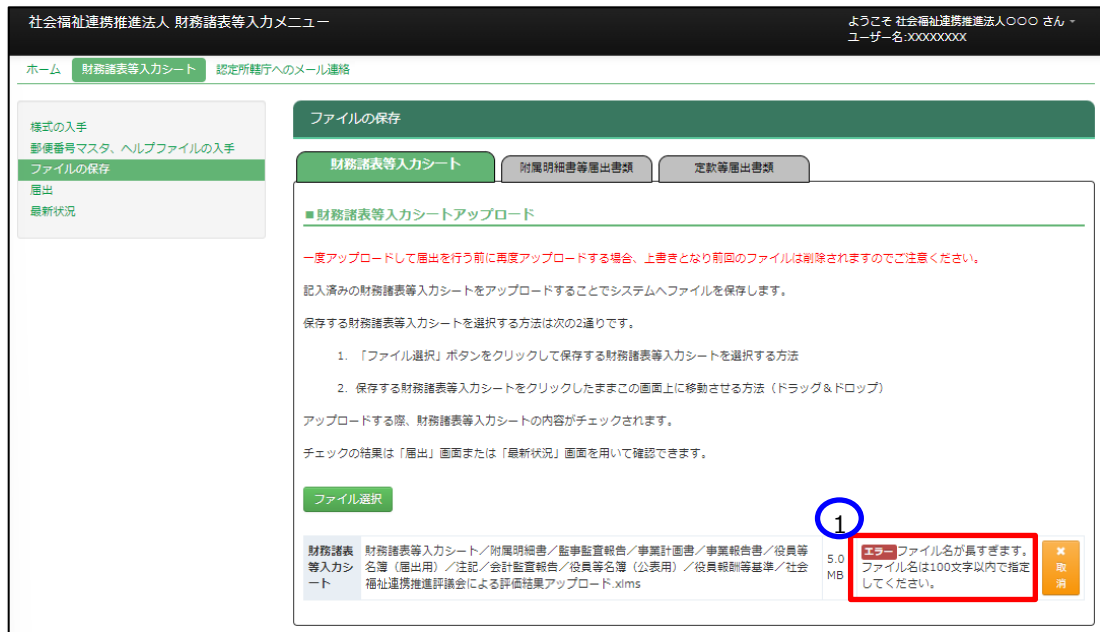 社会福祉連携推進法人 財務諸表等入力メニュー
ようこそ 社会福祉連携推進法人〇〇〇 さん
ユーザー名:XXXXXXXX
ホーム 財務諸表等入力シート 認定所轄庁へのメール連絡
様式の入手
郵便番号マスタ、ヘルプファイルの入手
ファイルの保存
届出
最新状況
ファイルの保存
財務諸表等入力シート 附属明細書等届出書類 定款等届出書類
■財務諸表等入力シートアップロード
一度アップロードして届出を行う前に再度アップロードする場合、上書きとなり前回のファイルは削除されますのでご注意ください。
記入済みの財務諸表等入力シートをアップロードすることでシステムへファイルを保存します。
保存する財務諸表等入力シートを選択する方法は次の2通りです。
1. 「ファイル選択」ボタンをクリックして保存する財務諸表等入力シートを選択する方法
2. 保存する財務諸表等入力シートをクリックしたままこの画面上に移動させる方法（ドラッグ＆ドロップ）
アップロードする際、財務諸表等入力シートの内容がチェックされます。
チェックの結果は「届出」画面または「最新状況」画面を用いて確認できます。
ファイル選択
1
財務諸表
等入力シ
ート
財務諸表等入力シート／附属明細書／監事監査報告／事業計画書／事業報告書／役員等
名簿（届出用）／注記／会計監査報告／役員等名簿（公表用）／役員報酬等基準／社会
福祉連携推進評議会による評価結果アップロード.xlms
5.0
MB
エラー ファイル名が長すぎます。
ファイル名は100文字以内で指定
してください。
✖
取
消